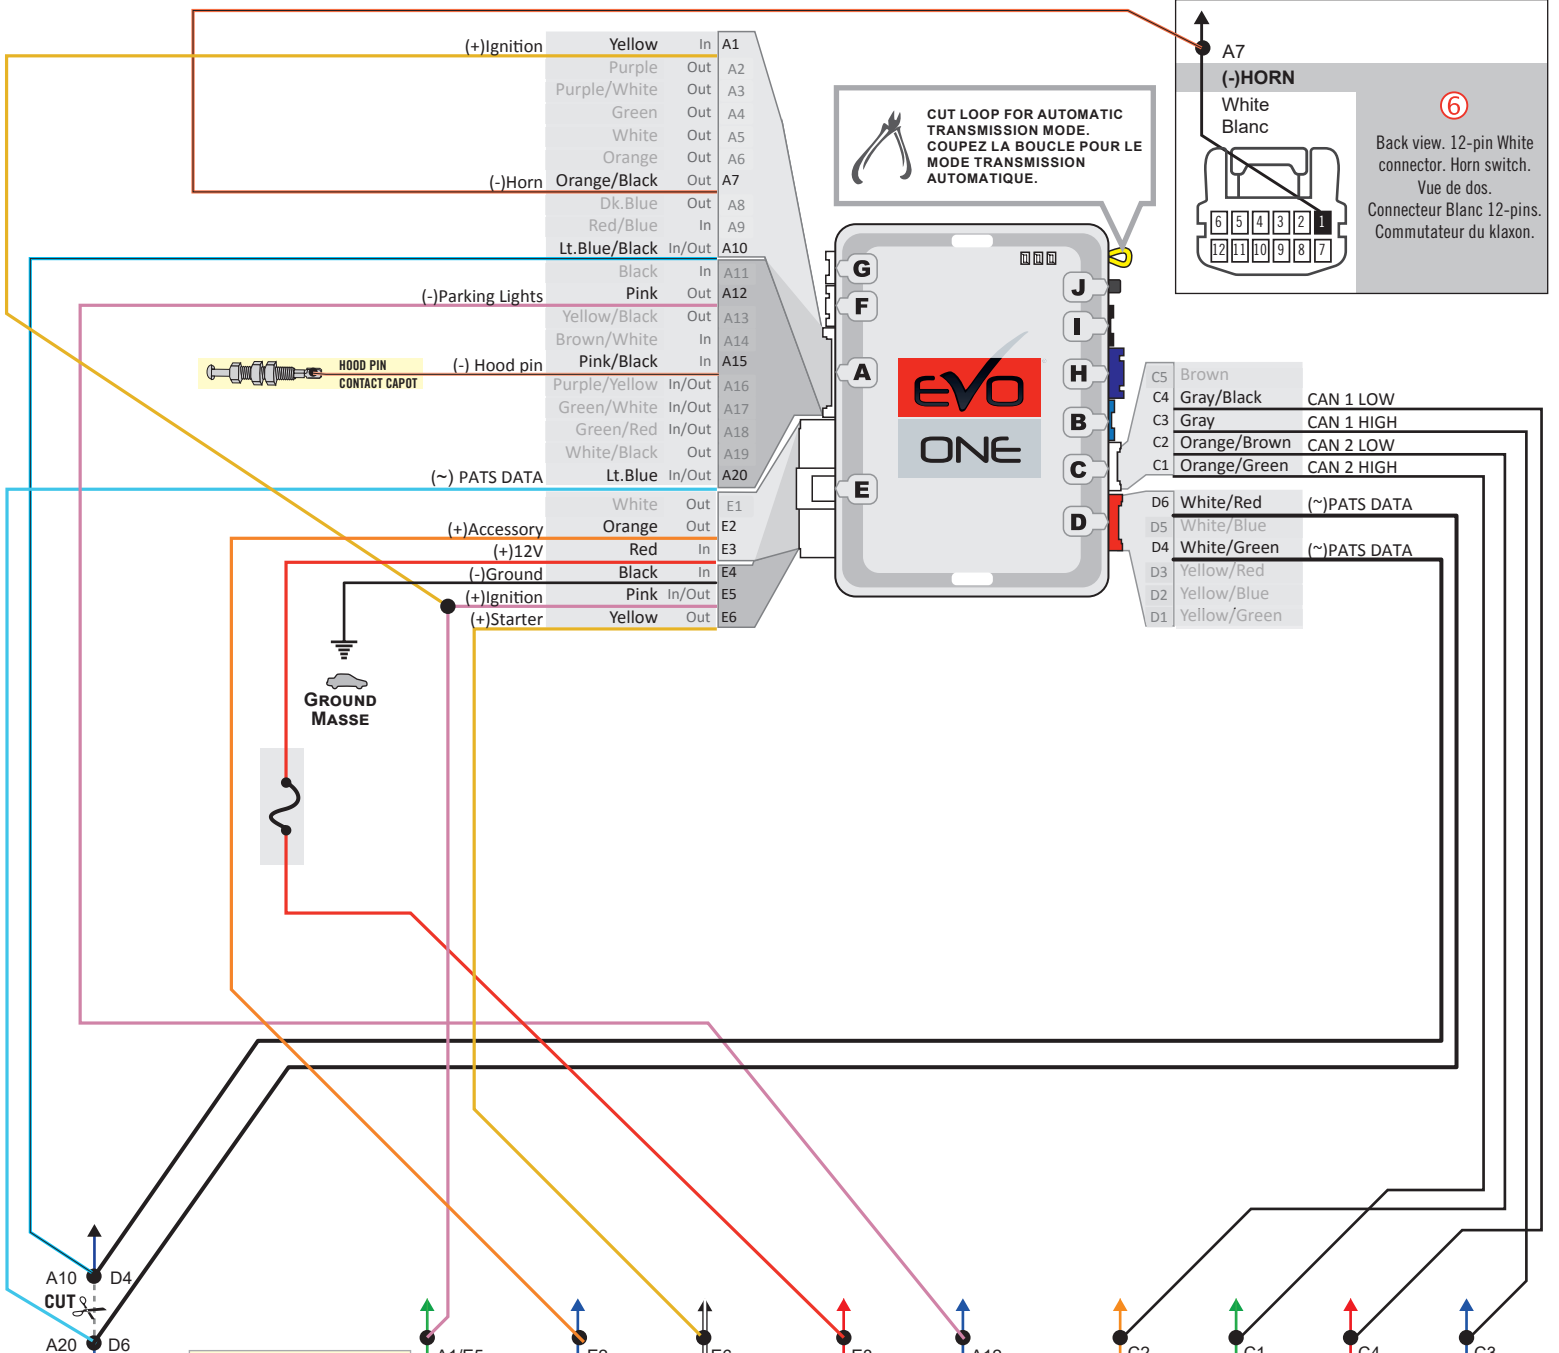 (+)Ignition Yellow In A1
Purple Out A2
Purple/White Out A3
Green Out A4
White Out A5
Orange Out A6
(-)Horn Orange/Black Out A7
Dk.Blue Out A8
Red/Blue In A9
Lt.Blue/Black In/Out A10
Black In A11
(-)Parking Lights Pink Out A12
Yellow/Black Out A13
Brown/White In A14
(-) Hood pin Pink/Black In A15
Purple/Yellow In/Out A16
Green/White In/Out A17
Green/Red In/Out A18
White/Black Out A19
(~) PATS DATA Lt.Blue In/Out A20
White Out E1
(+)Accessory Orange Out E2
(+)12V Red In E3
(-)Ground Black In E4
(+)Ignition Pink In/Out E5
(+)Starter Yellow Out E6
HOOD PIN
CONTACT CAPOT
GROUND
MASSE
CUT LOOP FOR AUTOMATIC
TRANSMISSION MODE.
COUPEZ LA BOUCLE POUR LE
MODE TRANSMISSION
AUTOMATIQUE.
G
F
A
E
J
I
H
B
C
D
EVO
ONE
A7
(-)HORN
White
Blanc
6 5 4 3 2 1
12 11 10 9 8 7
6
Back view. 12-pin White
connector. Horn switch.
Vue de dos.
Connecteur Blanc 12-pins.
Commutateur du klaxon.
C5 Brown
C4 Gray/Black CAN 1 LOW
C3 Gray CAN 1 HIGH
C2 Orange/Brown CAN 2 LOW
C1 Orange/Green CAN 2 HIGH
D6 White/Red (~)PATS DATA
D5 White/Blue
D4 White/Green (~)PATS DATA
D3 Yellow/Red
D2 Yellow/Blue
D1 Yellow/Green
A10 D4
CUT
A20 D6
A1/E5 E2 E6 E3 A12 C2 C1 C4 C3